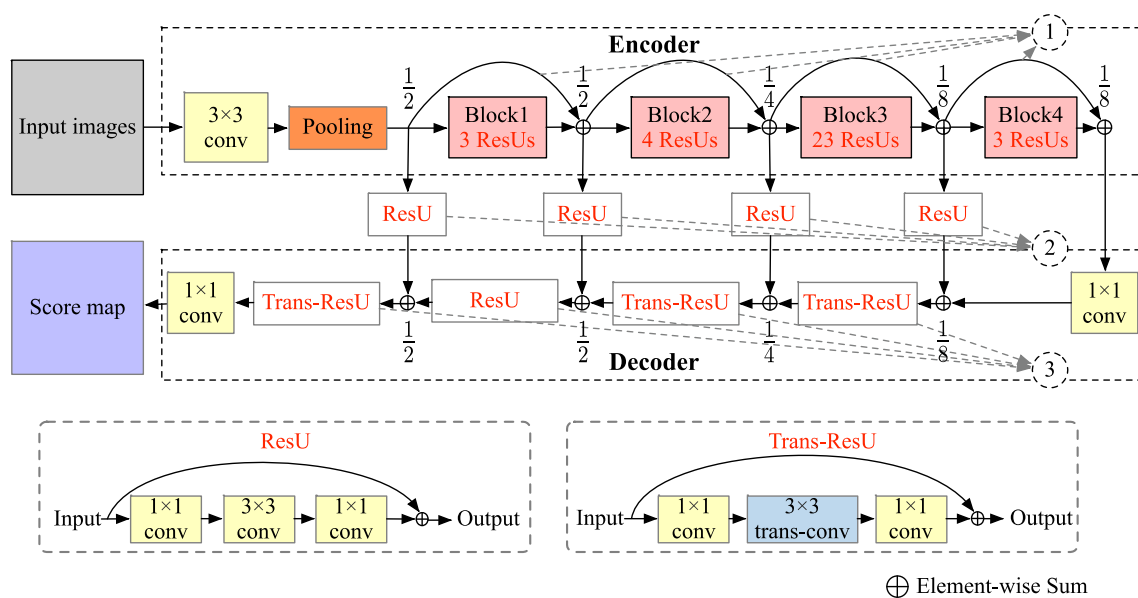 Encoder
1
1/2
1/2
1/4
1/8
1/8
Input images
3×3
conv
Pooling
Block1
3 ResUs
Block2
4 ResUs
Block3
23 ResUs
Block4
3 ResUs
ResU
ResU
ResU
ResU
2
Score map
1×1
conv
Trans-ResU
ResU
Trans-ResU
Trans-ResU
1×1
conv
1/2
1/2
1/4
1/8
Decoder
3
ResU
Input
1×1
conv
3×3
conv
1×1
conv
Output
Trans-ResU
Input
1×1
conv
3×3
trans-conv
1×1
conv
Output
Element-wise Sum